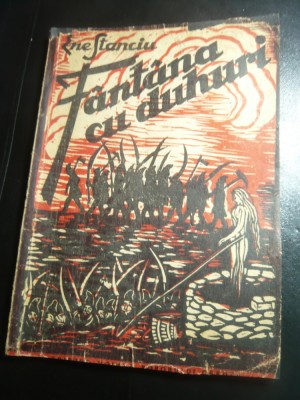 Ene Stanciu
Fântâna
cu duhuri